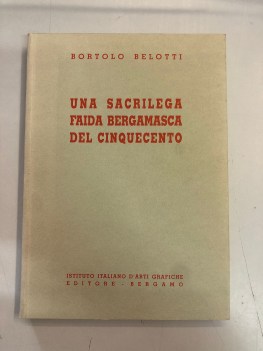 BORTOLO BELOTTI
UNA SACRILEGA
FAIDA BERGAMASCA
DEL CINQUECENTO
ISTITUTO ITALIANO D'ARTI GRAFICHE
EDITORE - BERGAMO